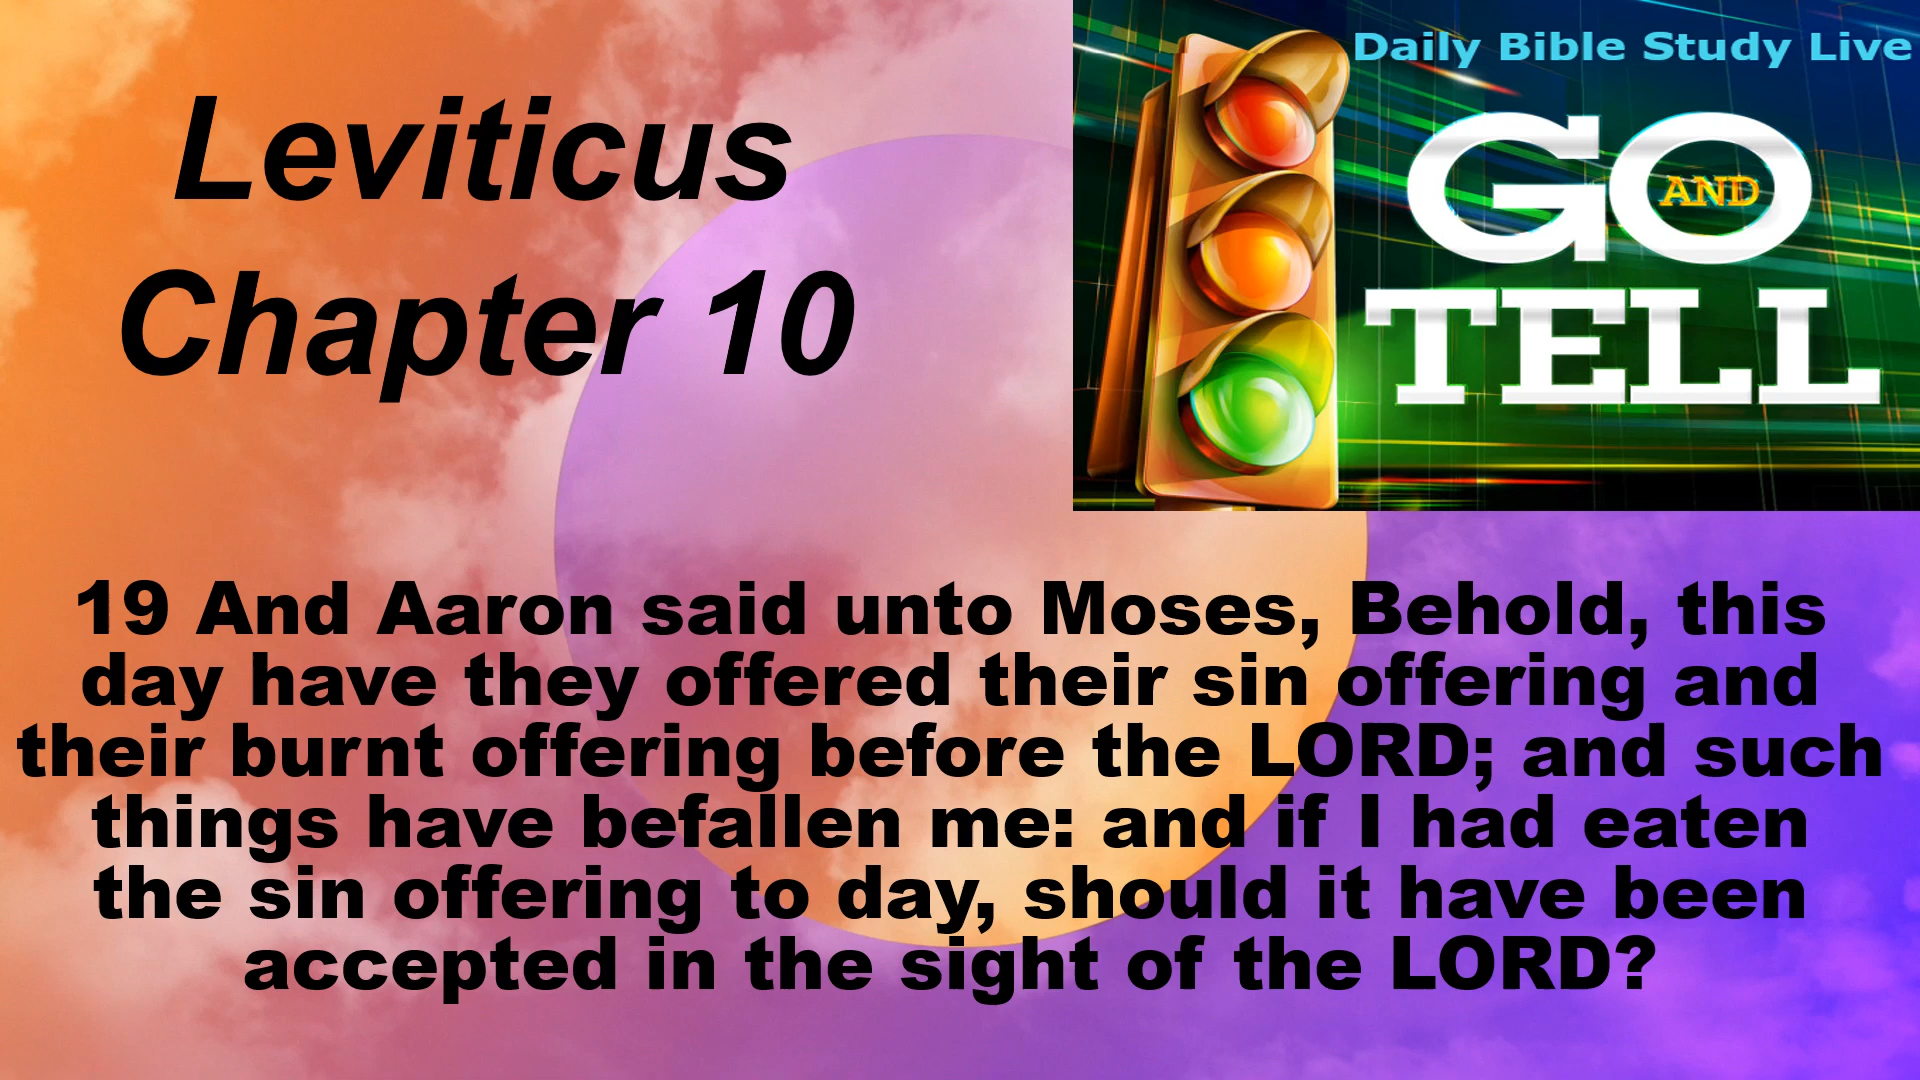 Leviticus
Chapter 10
Daily Bible Study Live
GO
AND
TELL
19 And Aaron said unto Moses, Behold, this
day have they offered their sin offering and
their burnt offering before the LORD; and such
things have befallen me: and if I had eaten
the sin offering to day, should it have been
accepted in the sight of the LORD?